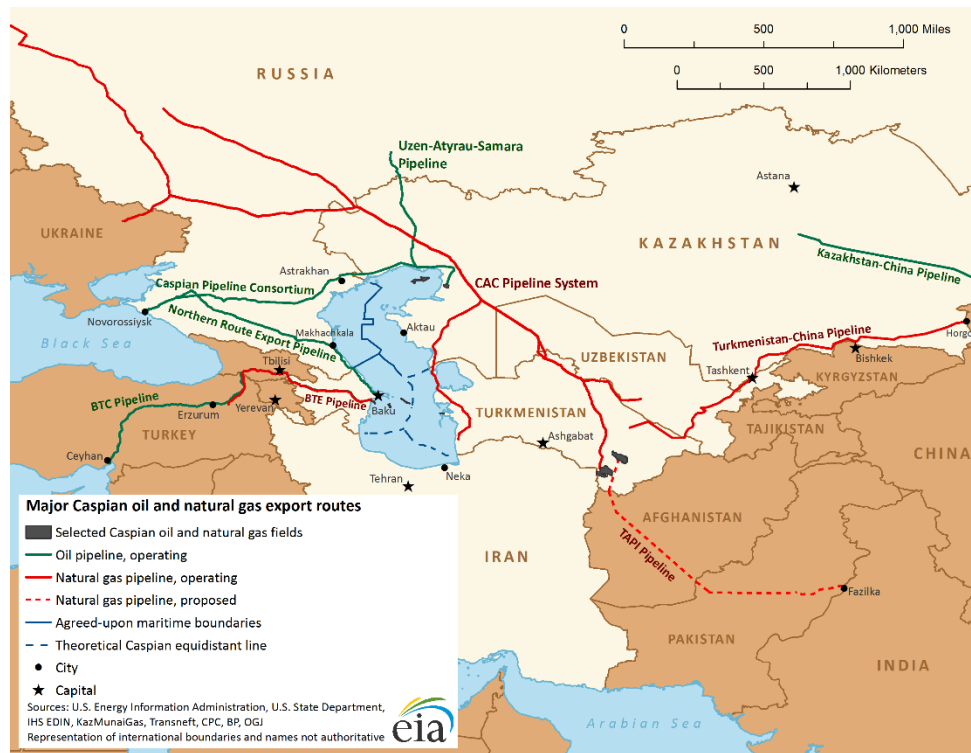 0 500 1,000 Miles
0 500 1,000 Kilometers
RUSSIA
Uzen-Atyrau-Samara
Pipeline
Astana
UKRAINE
KAZAKHSTAN
Kazakhstan-China Pipeline
Astrakhan
Caspian Pipeline Consortium
CAC Pipeline System
Novorossiysk
Northern Route Export Pipeline
Makhachkala
Aktau
Turkmenistan-China Pipeline
Horgo
Black Sea
UZBEKISTAN
Bishkek
Tbilisi
Tashkent
KYRGYZSTAN
BTC Pipeline
Erzurum
Yerevan
BTE Pipeline
Baku
TURKMENISTAN
TAJIKISTAN
TURKEY
Ashgabat
CHINA
Ceyhan
Neka
Tehran
Major Caspian oil and natural gas export routes
Selected Caspian oil and natural gas fields
Oil pipeline, operating
Natural gas pipeline, operating
Natural gas pipeline, proposed
Agreed-upon maritime boundaries
Theoretical Caspian equidistant line
City
Capital
Sources: U.S. Energy Information Administration, U.S. State Department,
IHS EDIN, KazMunaiGas, Transneft, CPC, BP, OGJ
Representation of international boundaries and names not authoritative
eia
AFGHANISTAN
IRAN
TAPI Pipeline
Fazilka
PAKISTAN
INDIA
Arabian Sea